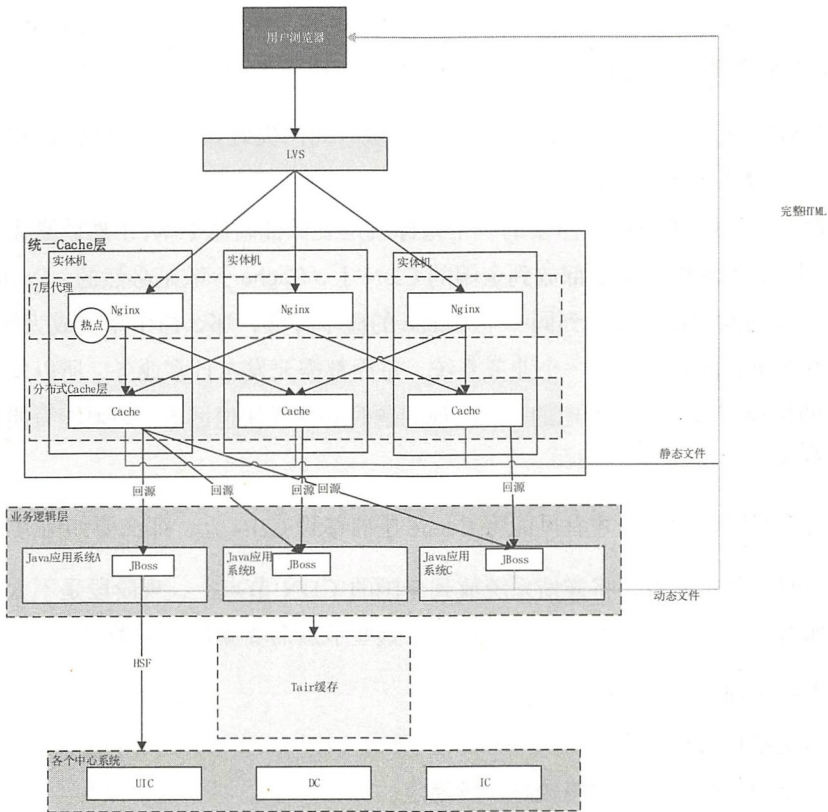 用户浏览器
LVS
完整HTML
统一Cache层
实体机
实体机
实体机
7层代理
Nginx
Nginx
Nginx
热点
分布式Cache层
Cache
Cache
Cache
静态文件
回源
回源
回源
回源
回源
业务逻辑层
Java应用系统A
JBoss
Java应用
系统B
JBoss
Java应用
系统C
JBoss
动态文件
HSF
Tair缓存
各个中心系统
UIC
DC
IC